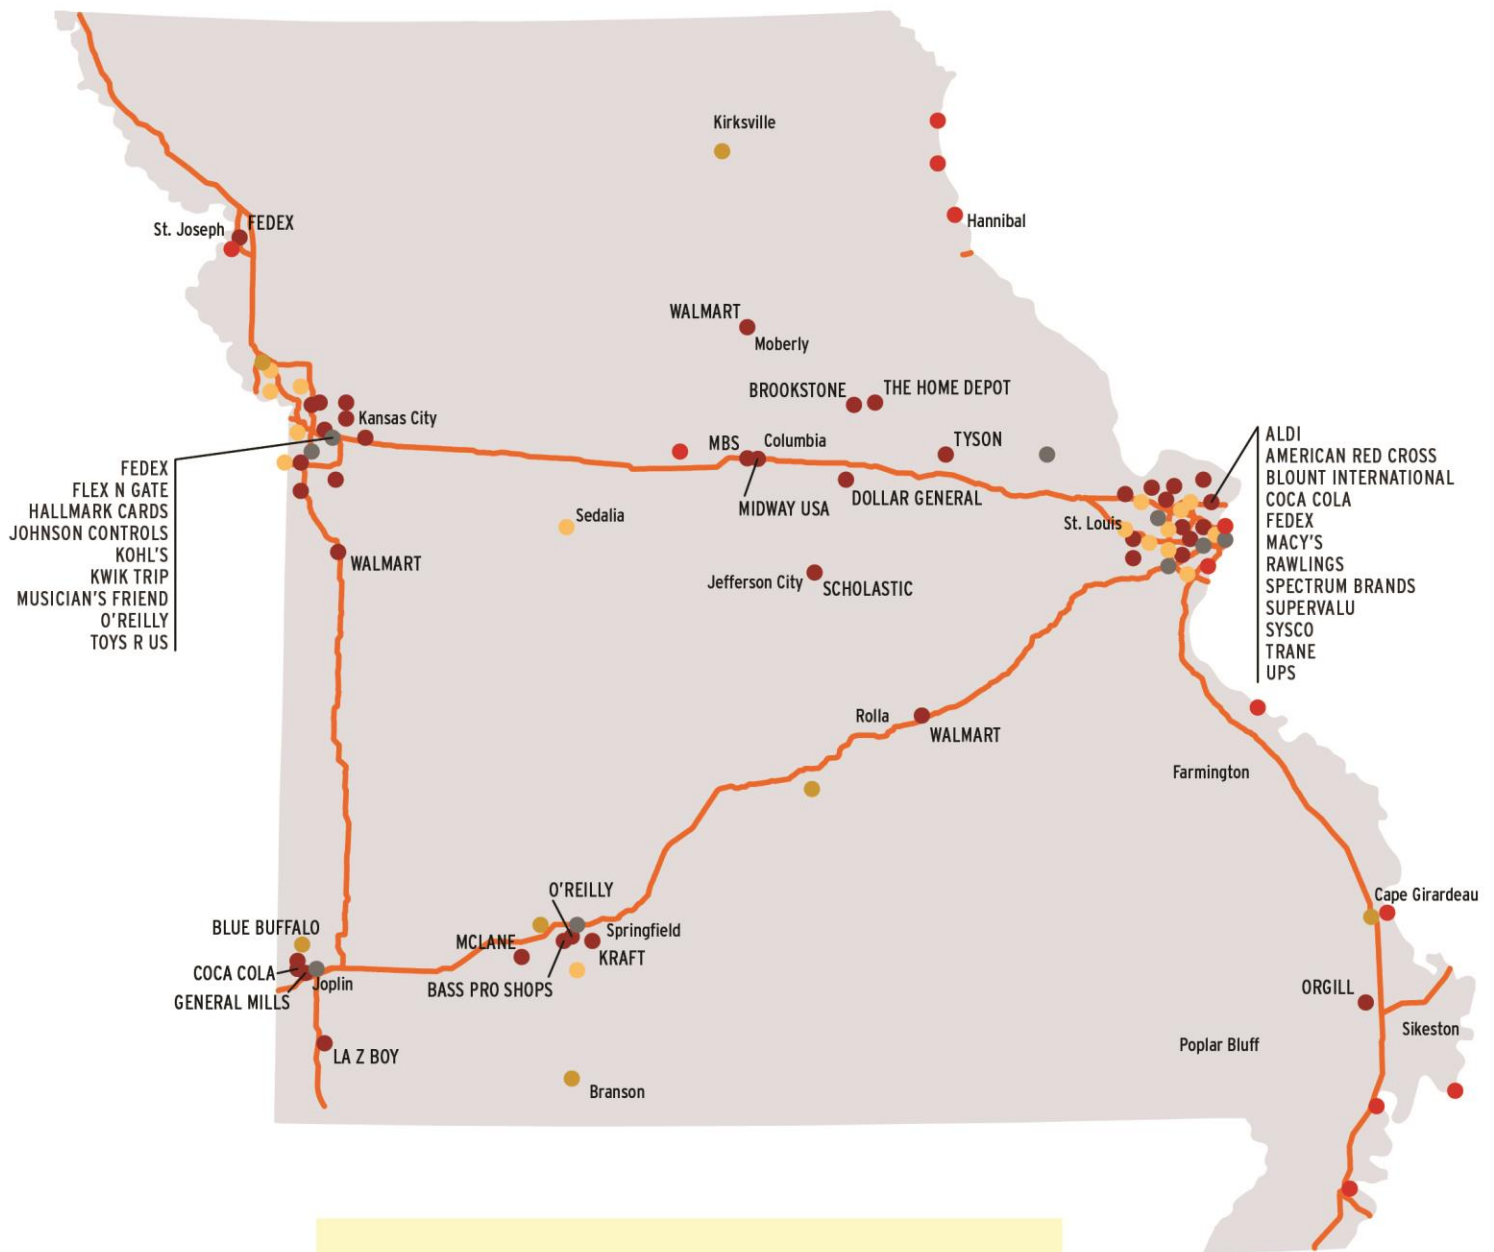 Kirksville
Hannibal
St. Joseph
FEDEX
WALMART
Moberly
BROOKSTONE
THE HOME DEPOT
Kansas City
MBS
Columbia
TYSON
MIDWAY USA
DOLLAR GENERAL
FEDEX
FLEX N GATE
HALLMARK CARDS
JOHNSON CONTROLS
KOHL'S
KWIK TRIP
MUSICIAN'S FRIEND
O'REILLY
TOYS R US
ALDI
AMERICAN RED CROSS
BLOUNT INTERNATIONAL
COCA COLA
FEDEX
MACY'S
RAWLINGS
SPECTRUM BRANDS
SUPERVALU
SYSCO
TRANE
UPS
Sedalia
St. Louis
WALMART
Jefferson City
SCHOLASTIC
Rolla
WALMART
Farmington
O'REILLY
Cape Girardeau
BLUE BUFFALO
MCLANE
Springfield
KRAFT
COCA COLA
Joplin
GENERAL MILLS
BASS PRO SHOPS
ORGILL
Sikeston
Poplar Bluff
LA Z BOY
Branson